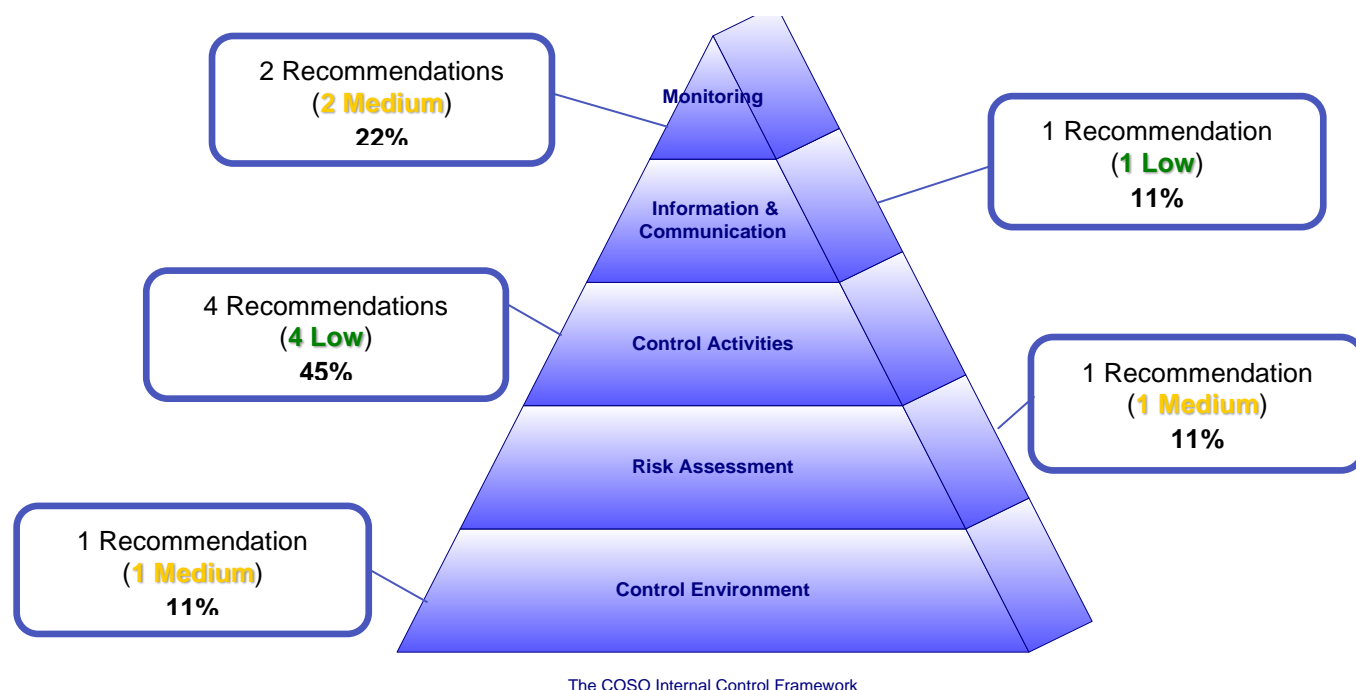 2 Recommendations
(2 Medium)
22%
Monitoring
1 Recommendation
(1 Low)
11%
Information &
Communication
4 Recommendations
(4 Low)
45%
Control Activities
1 Recommendation
(1 Medium)
11%
Risk Assessment
1 Recommendation
(1 Medium)
11%
Control Environment
The COSO Internal Control Framework